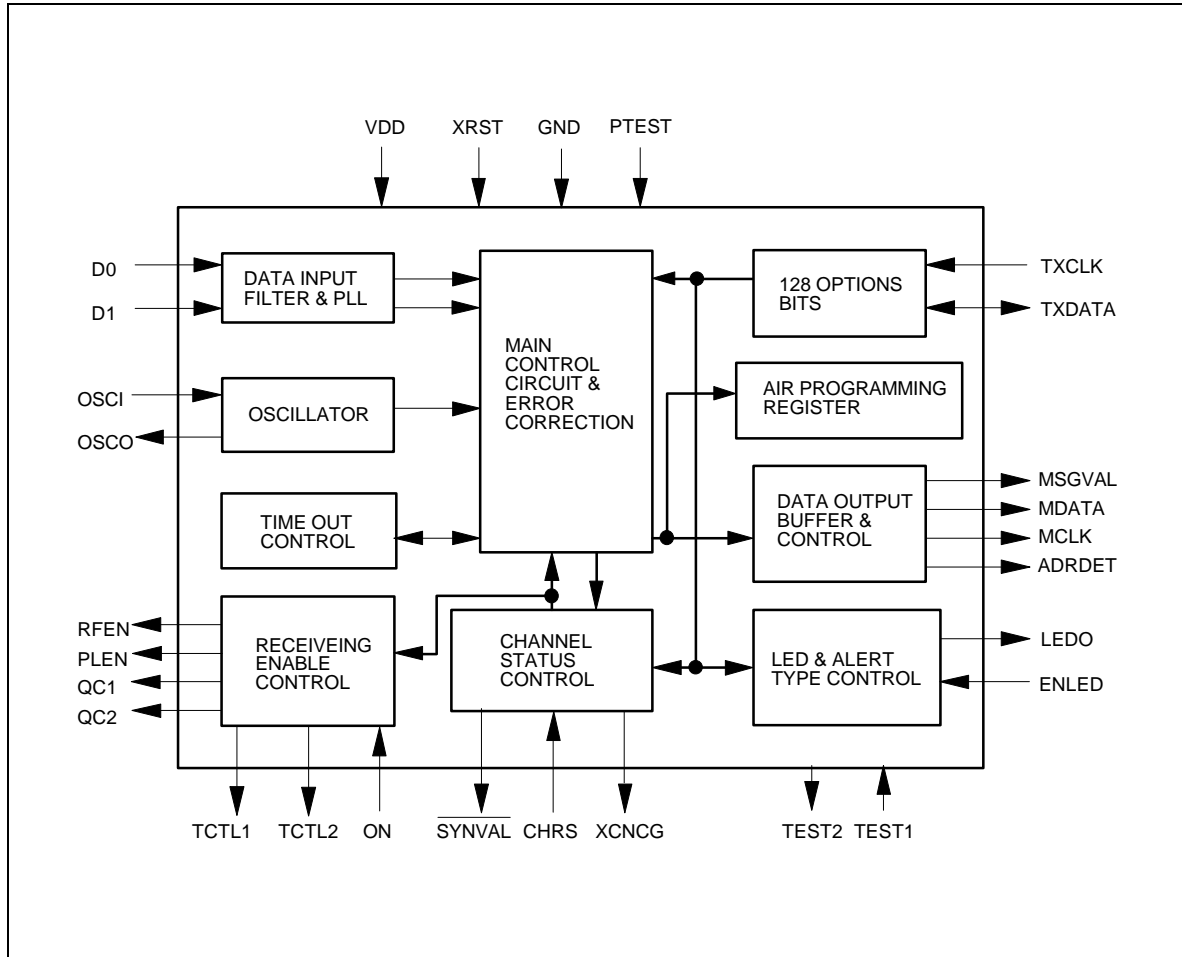 VDD XRST GND PTEST
D0
D1
DATA INPUT
FILTER & PLL
OSCI
OSCO
OSCILLATOR
TIME OUT
CONTROL
MAIN
CONTROL
CIRCUIT &
ERROR
CORRECTION
128 OPTIONS
BITS
TXCLK
TXDATA
AIR PROGRAMMING
REGISTER
DATA OUTPUT
BUFFER &
CONTROL
MSGVAL
MDATA
MCLK
ADRDET
RFEN
PLEN
QC1
QC2
RECEIVEING
ENABLE
CONTROL
CHANNEL
STATUS
CONTROL
LED & ALERT
TYPE CONTROL
LEDO
ENLED
TCTL1 TCTL2 ON SYNVAL CHRS XCNCG TEST2 TEST1